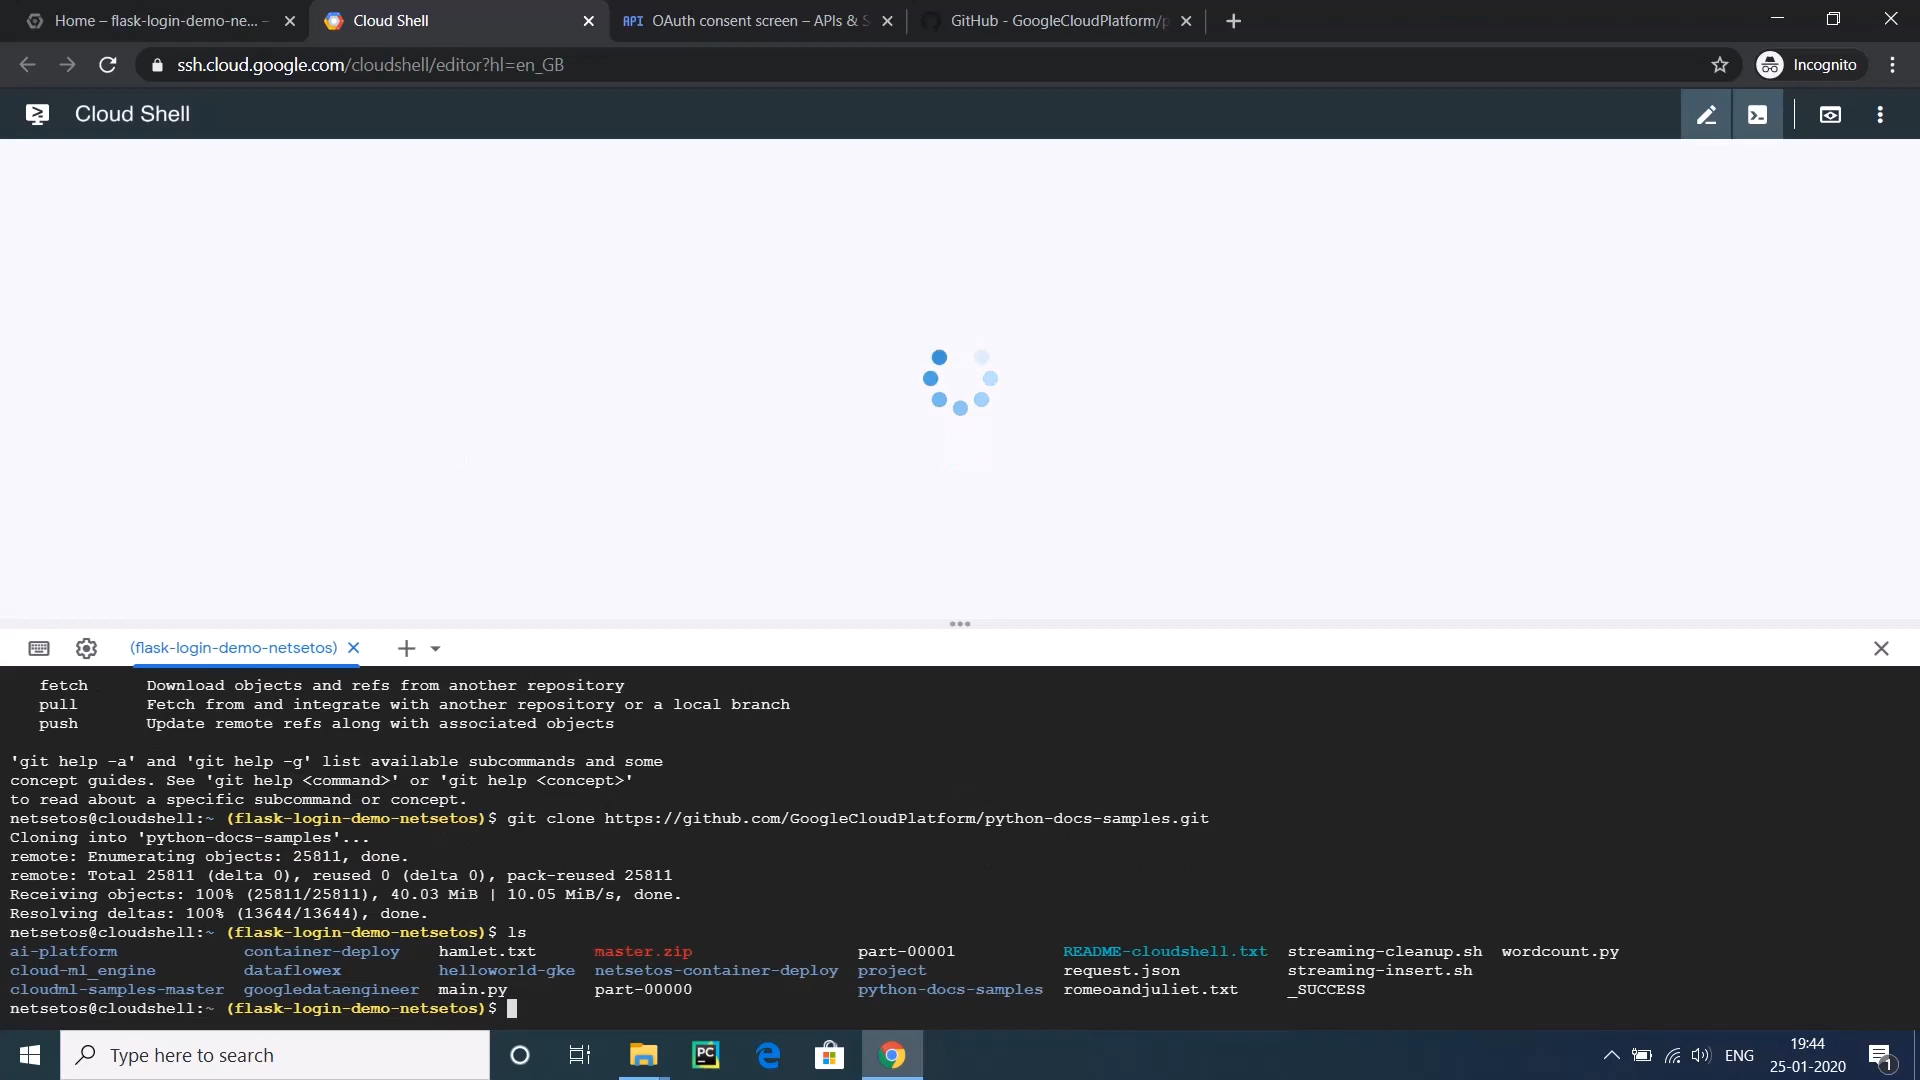 Home – flask-login-demo-ne... –
Cloud Shell
API OAuth consent screen – APIs & S
GitHub - GoogleCloudPlatform/p
ssh.cloud.google.com/cloudshell/editor?hl=en_GB
Incognito
Cloud Shell
(flask-login-demo-netsetos)
fetch Download objects and refs from another repository
pull Fetch from and integrate with another repository or a local branch
push Update remote refs along with associated objects
'git help -a' and 'git help -g' list available subcommands and some
concept guides. See 'git help <command>' or 'git help <concept>'
to read about a specific subcommand or concept.
netsetos@cloudshell:~ (flask-login-demo-netsetos)$ git clone https://github.com/GoogleCloudPlatform/python-docs-samples.git
Cloning into 'python-docs-samples'...
remote: Enumerating objects: 25811, done.
remote: Total 25811 (delta 0), reused 0 (delta 0), pack-reused 25811
Receiving objects: 100% (25811/25811), 40.03 MiB | 10.05 MiB/s, done.
Resolving deltas: 100% (13644/13644), done.
netsetos@cloudshell:~ (flask-login-demo-netsetos)$ ls
ai-platform container-deploy hamlet.txt master.zip part-00001 README-cloudshell.txt streaming-cleanup.sh wordcount.py
cloud-ml_engine dataflowex helloworld-gke netsetos-container-deploy project request.json streaming-insert.sh
cloudml-samples-master googledataengineer main.py part-00000 python-docs-samples romeoandjuliet.txt _SUCCESS
netsetos@cloudshell:~ (flask-login-demo-netsetos)$
Type here to search
PC
ENG
19:44
25-01-2020
1